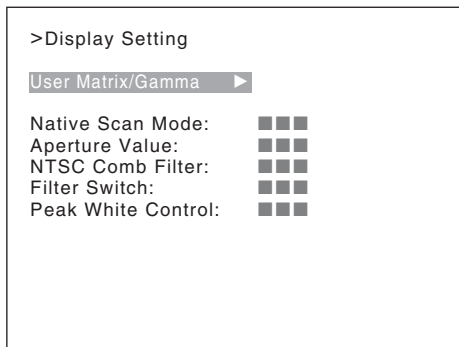 >Display Setting
User Matrix/Gamma ▶
Native Scan Mode: ■■■
Aperture Value: ■■■
NTSC Comb Filter: ■■■
Filter Switch: ■■■
Peak White Control: ■■■